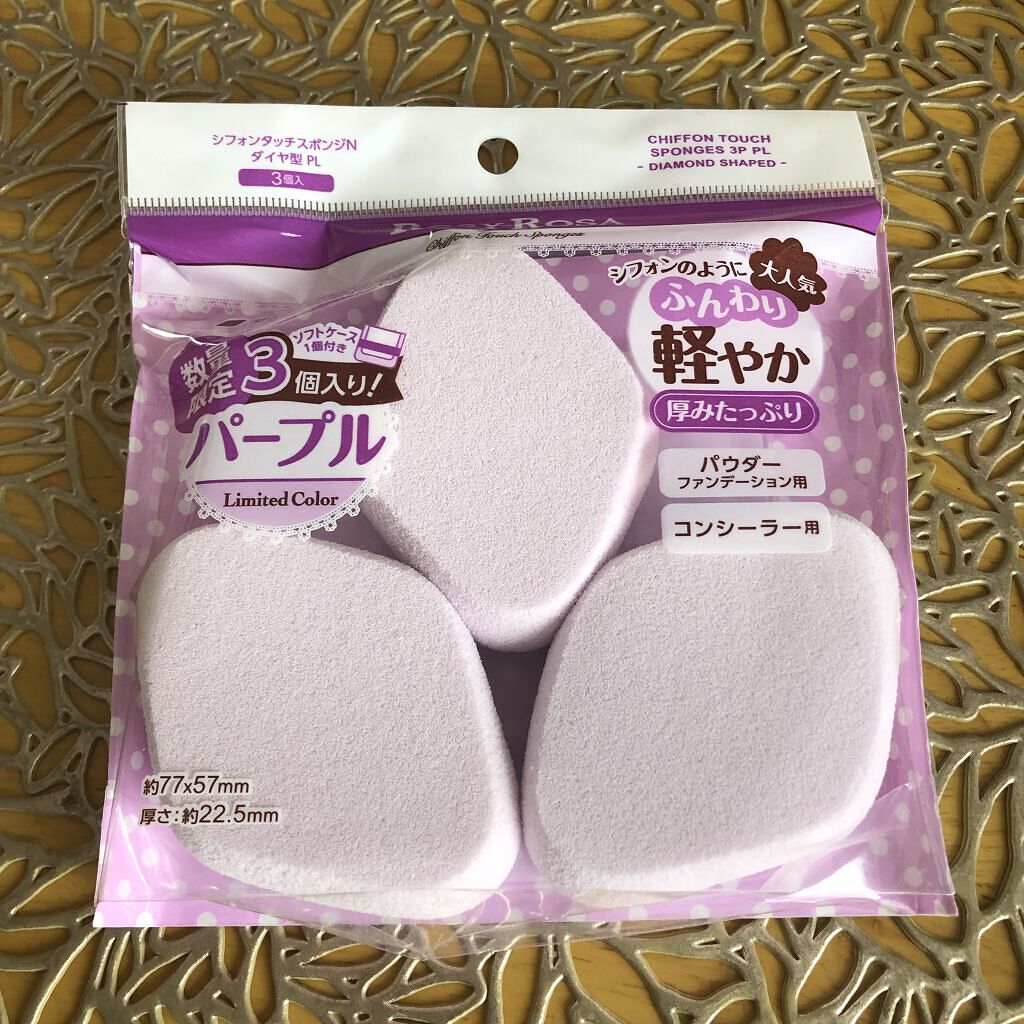 シフォンタッチスポンジN
ダイヤ型 PL
3個入
CHIFFON TOUCH
SPONGES 3P PL
- DIAMOND SHAPED -
ROSA
Chiffon Touch Sponges
シフォンのように
大人気
ふんわり
軽やか
厚みたっぷり
パウダー
ファンデーション用
コンシーラー用
ソフトケース
1個付き
数量
限定
3個入り!
パープル
Limited Color
約77x57mm
厚さ:約22.5mm